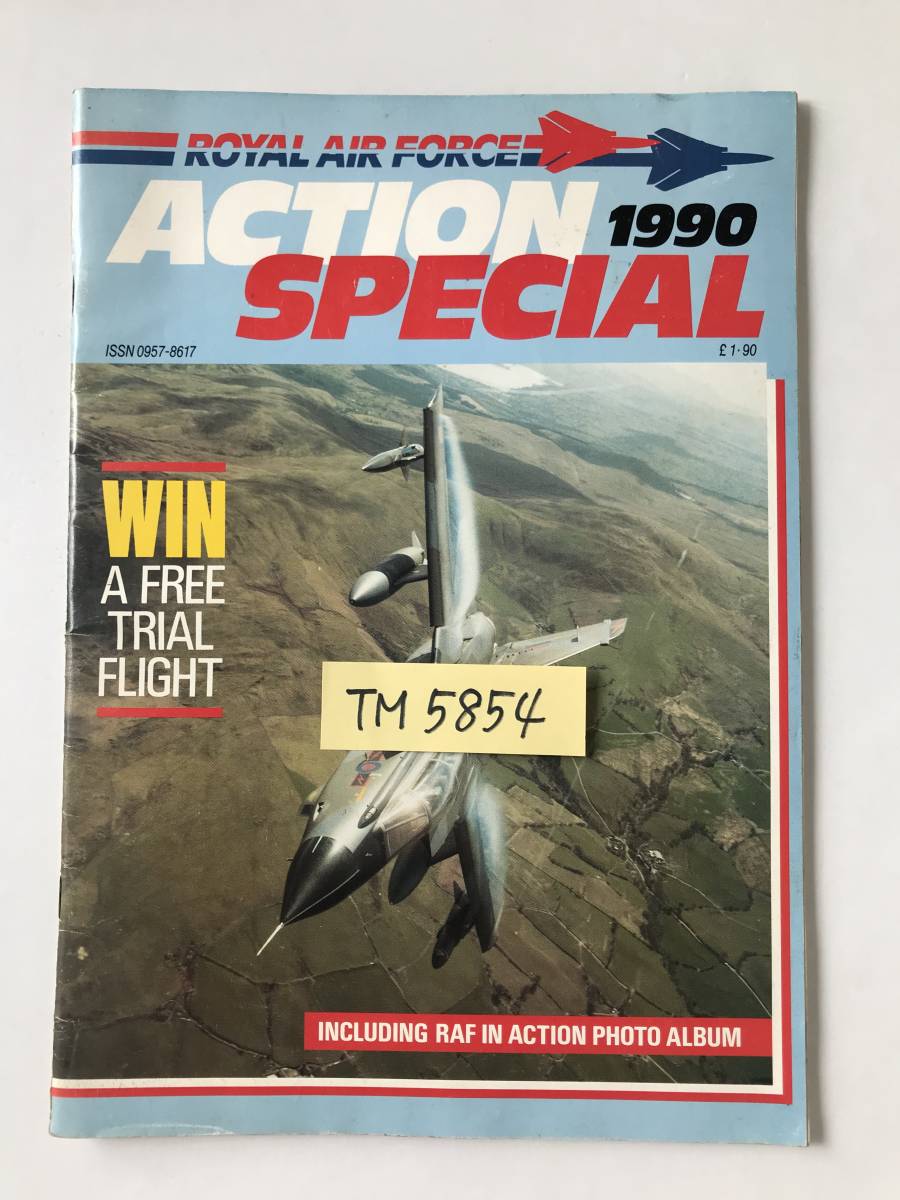 ROYAL AIR FORCE
ACTION 1990
SPECIAL
ISSN 0957-8617 £1·90
WIN
A FREE
TRIAL
FLIGHT
TM 5854
INCLUDING RAF IN ACTION PHOTO ALBUM